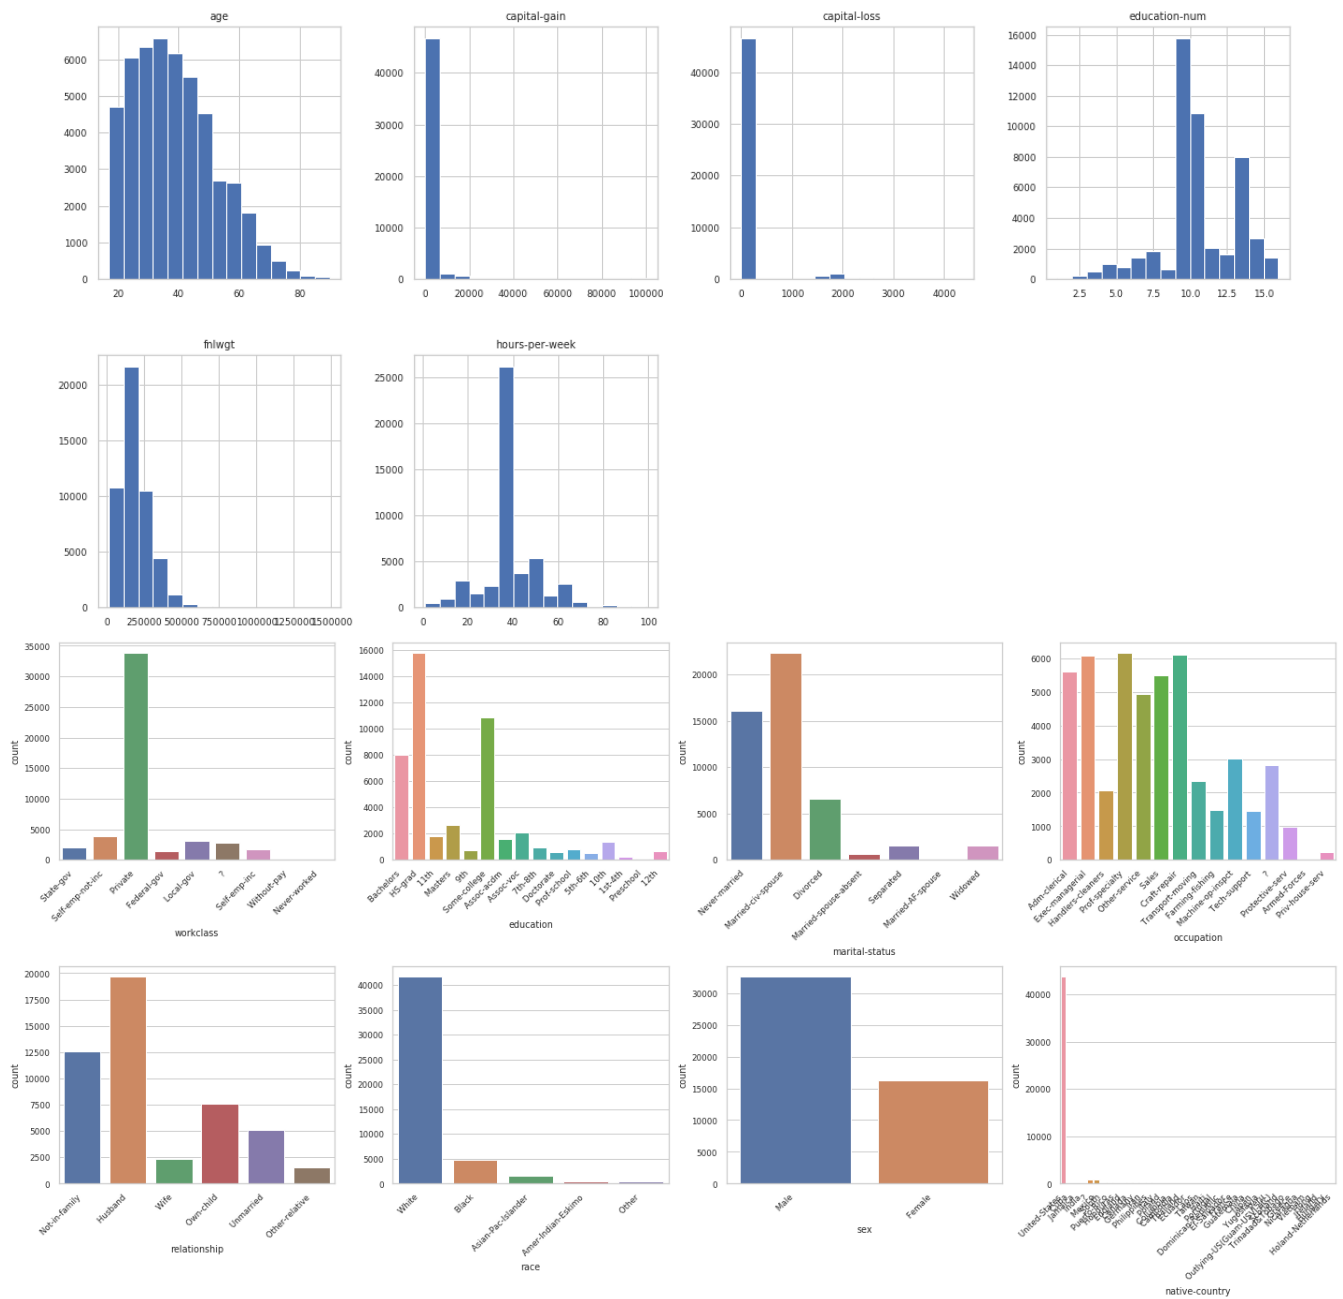 age
capital-gain
capital-loss
education-num
6000
5000
4000
3000
2000
1000
0
20 40 60 80
40000
30000
20000
10000
0
0 20000 40000 60000 80000 100000
40000
30000
20000
10000
0
0 1000 2000 3000 4000
16000
14000
12000
10000
8000
6000
4000
2000
0
2.5 5.0 7.5 10.0 12.5 15.0
fnlwgt
hours-per-week
20000
15000
10000
5000
0
0 250000 500000 750000 1000000 1250000 1500000
25000
20000
15000
10000
5000
0
0 20 40 60 80 100
35000
30000
25000
20000
15000
10000
5000
0
count
State-gov
Self-emp-not-inc
Private
Federal-gov
Local-gov
?
Self-emp-inc
Without-pay
Never-worked
workclass
16000
14000
12000
10000
8000
6000
4000
2000
0
count
Bachelors
HS-grad
11th
Masters
9th
Some-college
Assoc-acdm
Assoc-voc
7th-8th
Doctorate
Prof-school
5th-6th
10th
1st-4th
Preschool
12th
education
20000
15000
10000
5000
0
count
Never-married
Married-civ-spouse
Divorced
Married-spouse-absent
Separated
Married-AF-spouse
Widowed
marital-status
6000
5000
4000
3000
2000
1000
0
count
Adm-clerical
Exec-managerial
Handlers-cleaners
Prof-specialty
Other-service
Sales
Craft-repair
Transport-moving
Farming-fishing
Machine-op-inspct
Tech-support
?
Protective-serv
Armed-Forces
Priv-house-serv
occupation
20000
17500
15000
12500
10000
7500
5000
2500
0
count
Not-in-family
Husband
Wife
Own-child
Unmarried
Other-relative
relationship
40000
35000
30000
25000
20000
15000
10000
5000
0
count
White
Black
Asian-Pac-Islander
Amer-Indian-Eskimo
Other
race
30000
25000
20000
15000
10000
5000
0
count
Male
Female
sex
40000
30000
20000
10000
0
count
United-States
?
Outlying-US(Guam-USVI-etc)
Holand-Netherlands
native-country